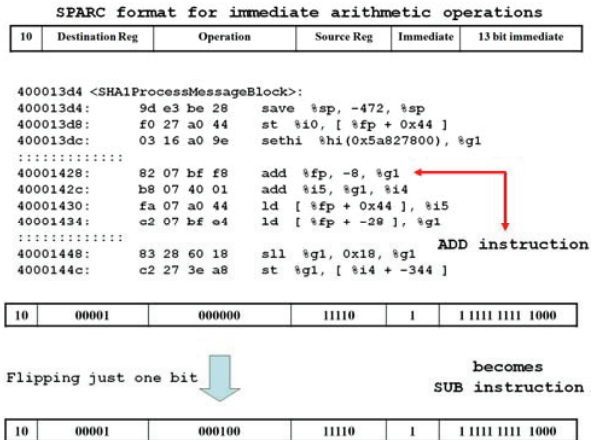 SPARC format for immediate arithmetic operations
10 Destination Reg Operation Source Reg Immediate 13 bit immediate
400013d4 <SHA1ProcessMessageBlock>:
400013d4: 9d e3 be 28 save %sp, -472, %sp
400013d8: f0 27 a0 44 st %i0, [ %fp + 0x44 ]
400013dc: 03 16 a0 9e sethi %hi(0x5a827800), %g1
:::::::::::::
40001428: 82 07 bf f8 add %fp, -8, %g1
4000142c: b8 07 40 01 add %i5, %g1, %i4
40001430: fa 07 a0 44 ld [ %fp + 0x44 ], %i5
40001434: c2 07 bf e4 ld [ %fp + -28 ], %g1
:::::::::::::
ADD instruction
40001448: 83 28 60 18 sll %g1, 0x18, %g1
4000144c: c2 27 3e a8 st %g1, [ %i4 + -344 ]
10 00001 000000 11110 1 1 1111 1111 1000
Flipping just one bit
becomes
SUB instruction
10 00001 000100 11110 1 1 1111 1111 1000